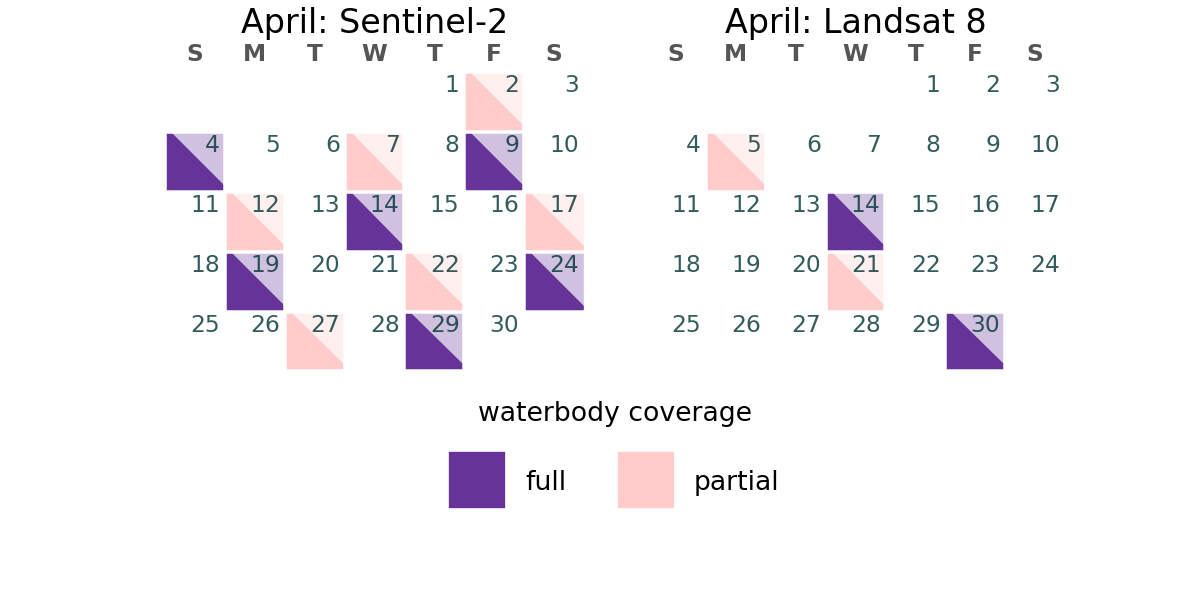 April: Sentinel-2
S M T W T F S
1 2 3
4 5 6 7 8 9 10
11 12 13 14 15 16 17
18 19 20 21 22 23 24
25 26 27 28 29 30
April: Landsat 8
S M T W T F S
1 2 3
4 5 6 7 8 9 10
11 12 13 14 15 16 17
18 19 20 21 22 23 24
25 26 27 28 29 30
waterbody coverage
full
partial